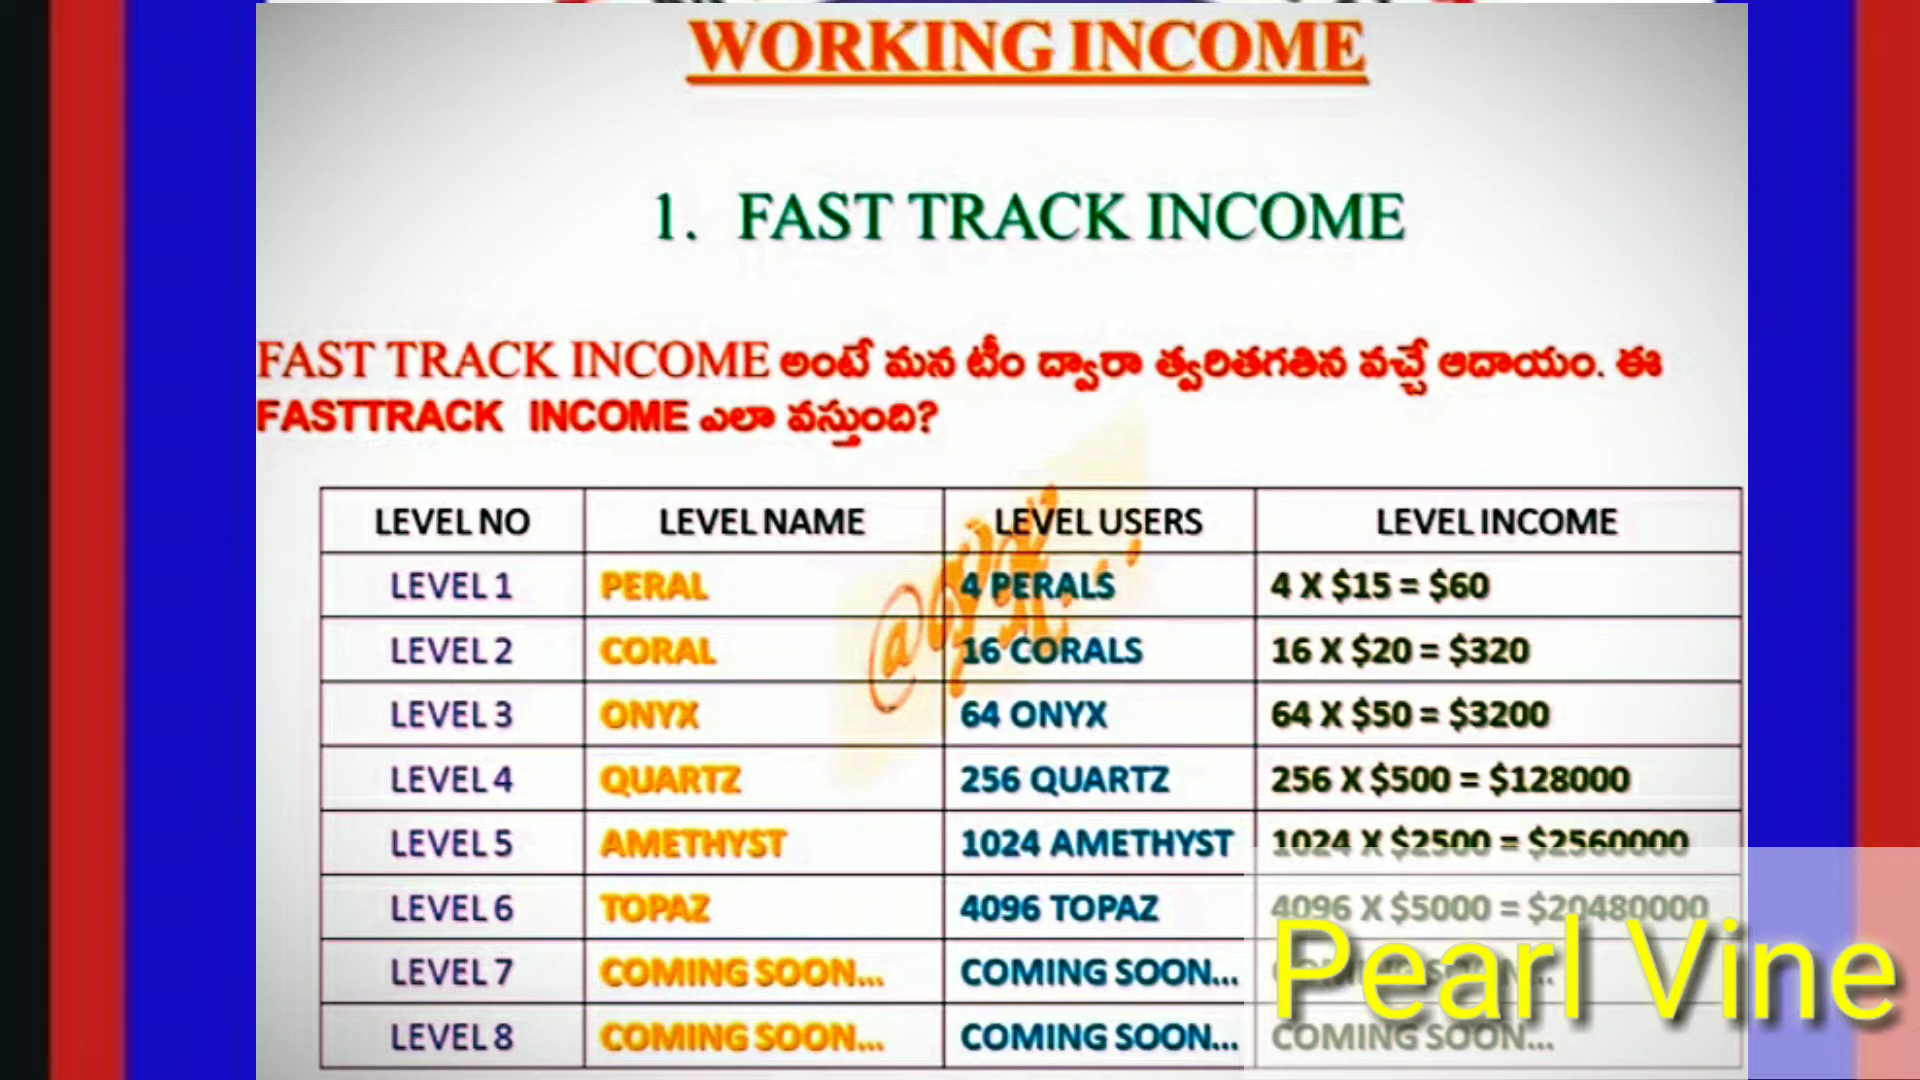 WORKING INCOME
1. FAST TRACK INCOME
FAST TRACK INCOME అంటే మన టీం ద్వారా త్వరితగతిన వచ్చే ఆదాయం. ఈ
FASTTRACK INCOME ఎలా వస్తుంది?
LEVEL NO LEVEL NAME LEVEL USERS LEVEL INCOME
LEVEL 1 PERAL 4 PERALS 4 X $15 = $60
LEVEL 2 CORAL 16 CORALS 16 X $20 = $320
LEVEL 3 ONYX 64 ONYX 64 X $50 = $3200
LEVEL 4 QUARTZ 256 QUARTZ 256 X $500 = $128000
LEVEL 5 AMETHYST 1024 AMETHYST 1024 X $2500 = $2560000
LEVEL 6 TOPAZ 4096 TOPAZ 4096 X $5000 = $20480000
LEVEL 7 COMING SOON... COMING SOON...
LEVEL 8 COMING SOON... COMING SOON... COMING SOON...
Pearl Vine